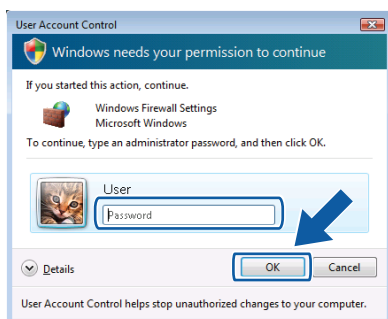 User Account Control
Windows needs your permission to continue
If you started this action, continue.
Windows Firewall Settings
Microsoft Windows
To continue, type an administrator password, and then click OK.
User
Password
Details
OK
Cancel
User Account Control helps stop unauthorized changes to your computer.